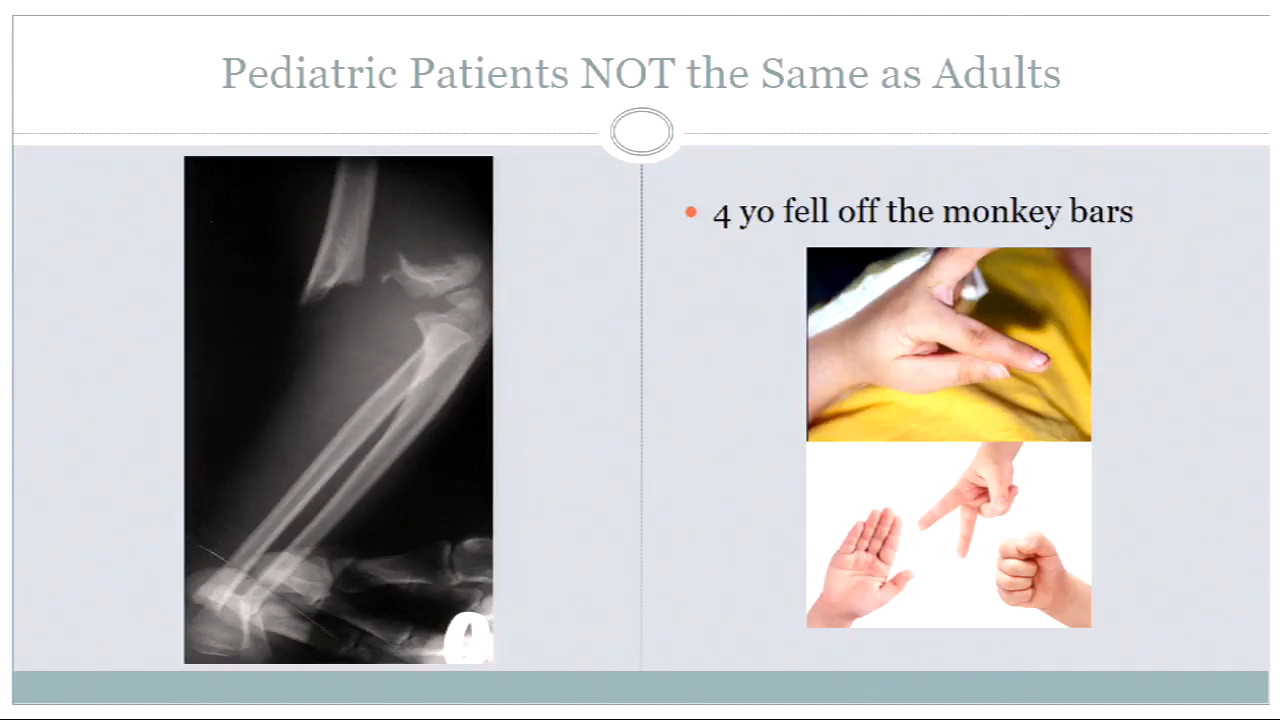 Pediatric Patients NOT the Same as Adults
4 yo fell off the monkey bars